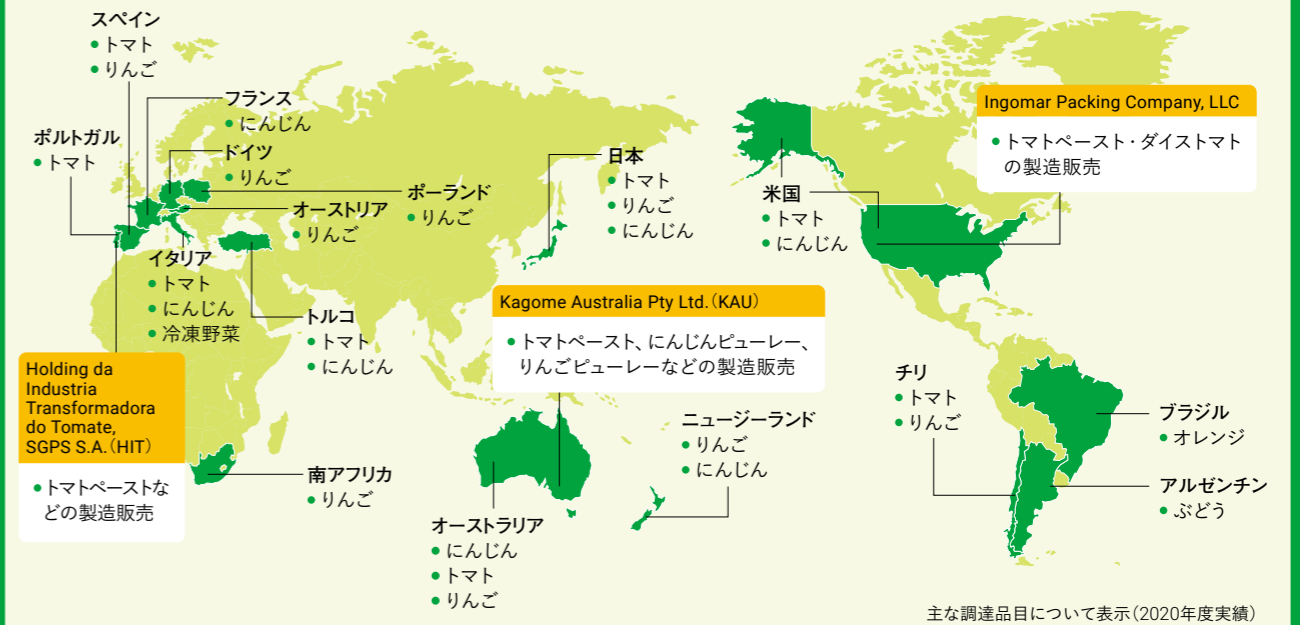 スペイン
• トマト
• りんご
フランス
• にんじん
ポルトガル
• トマト
ドイツ
• りんご
ポーランド
• りんご
オーストリア
• りんご
イタリア
• トマト
• にんじん
• 冷凍野菜
トルコ
• トマト
• にんじん
Holding da
Industria
Transformadora
do Tomate,
SGPS S.A.（HIT）
• トマトペーストな
どの製造販売
南アフリカ
• りんご
日本
• トマト
• りんご
• にんじん
Kagome Australia Pty Ltd.（KAU）
• トマトペースト、にんじんピューレー、
りんごピューレーなどの製造販売
オーストラリア
• にんじん
• トマト
• りんご
ニュージーランド
• りんご
• にんじん
米国
• トマト
• にんじん
Ingomar Packing Company, LLC
• トマトペースト・ダイストマト
の製造販売
チリ
• トマト
• りんご
ブラジル
• オレンジ
アルゼンチン
• ぶどう
主な調達品目について表示（2020年度実績）